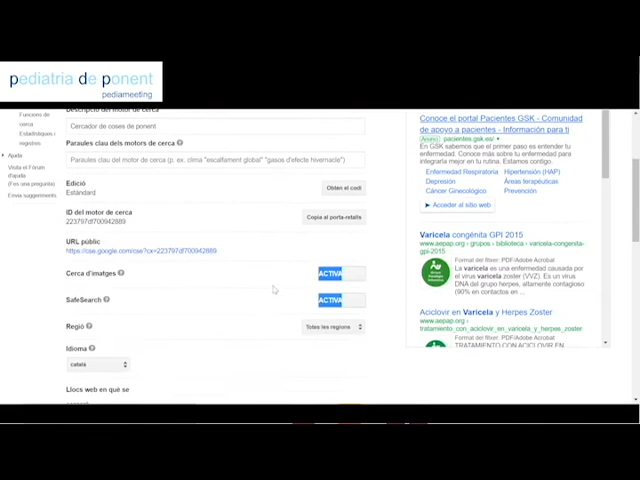 pediatria de ponent
pediameeting
Descripció del motor de cerca
Cercador de coses de ponent
Paraules clau dels motors de cerca
Paraules clau del motor de cerca (p. ex. clima "escalfament global" "gasos d'efecte hivernacle")
Edició
Estàndard
Obtén el codi
ID del motor de cerca
223797df700942889
Copia al porta-retalls
URL públic
https://cse.google.com/cse?cx=223797df700942889
Cerca d'imatges
ACTIVA
SafeSearch
ACTIVA
Regió
Totes les regions
Idioma
català
Llocs web en què se
Funcions de
cerca
Estadístiques i
registres
Ajuda
Visita el Fòrum
d'ajuda
(Fes una pregunta)
Envia suggeriments
Conoce el portal Pacientes GSK - Comunidad
de apoyo a pacientes - Información para ti
Anunci pacientes.gsk.es/
En GSK sabemos que el primer paso es entender tu
enfermedad. Conoce más sobre tu enfermedad para
integrarla mejor en tu rutina. Estamos contigo.
Enfermedad Respiratoria Hipertensión (HAP)
Depresión Áreas terapéuticas
Cáncer Ginecológico Prevención
Acceder al sitio web
Varicela congénita GPI 2015
www.aepap.org › grupos › biblioteca › varicela-congenita-
gpi-2015
Format del fitxer: PDF/Adobe Acrobat
La varicela es una enfermedad causada por
el virus varicela zoster (VVZ). Es un virus
DNA del grupo herpes, altamente contagioso
(90% en contactos en ...
Aciclovir en Varicela y Herpes Zoster
www.aepap.org ›
tratamiento_con_aciclovir_en_varicela_y_herpes_zoster
Format del fitxer: PDF/Adobe Acrobat
TRATAMIENTO CON ACICLOVIR EN